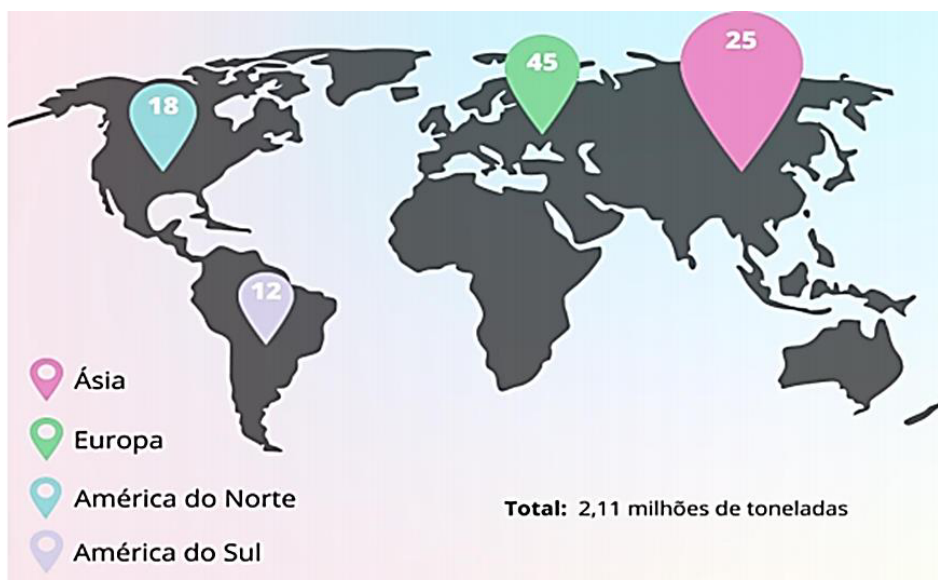 25
45
18
12
Ásia
Europa
América do Norte
América do Sul
Total: 2,11 milhões de toneladas